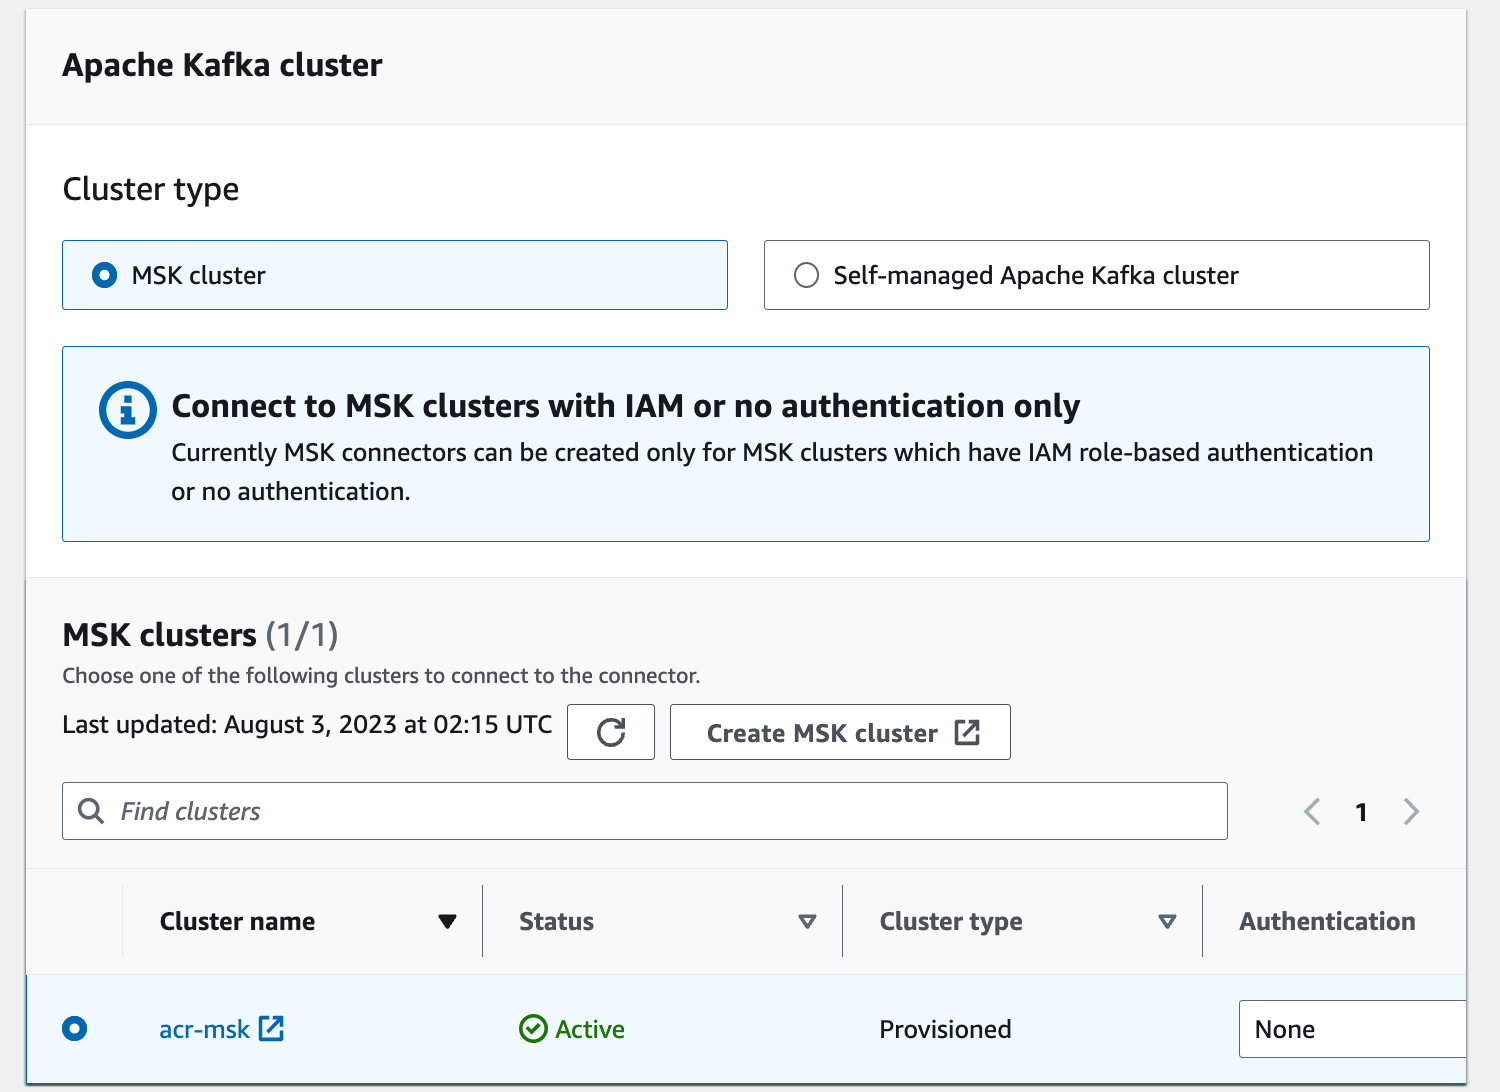 Apache Kafka cluster
Cluster type
MSK cluster
Self-managed Apache Kafka cluster
Connect to MSK clusters with IAM or no authentication only
Currently MSK connectors can be created only for MSK clusters which have IAM role-based authentication
or no authentication.
MSK clusters (1/1)
Choose one of the following clusters to connect to the connector.
Last updated: August 3, 2023 at 02:15 UTC
Create MSK cluster
Find clusters
1
Cluster name
Status
Cluster type
Authentication
acr-msk
Active
Provisioned
None